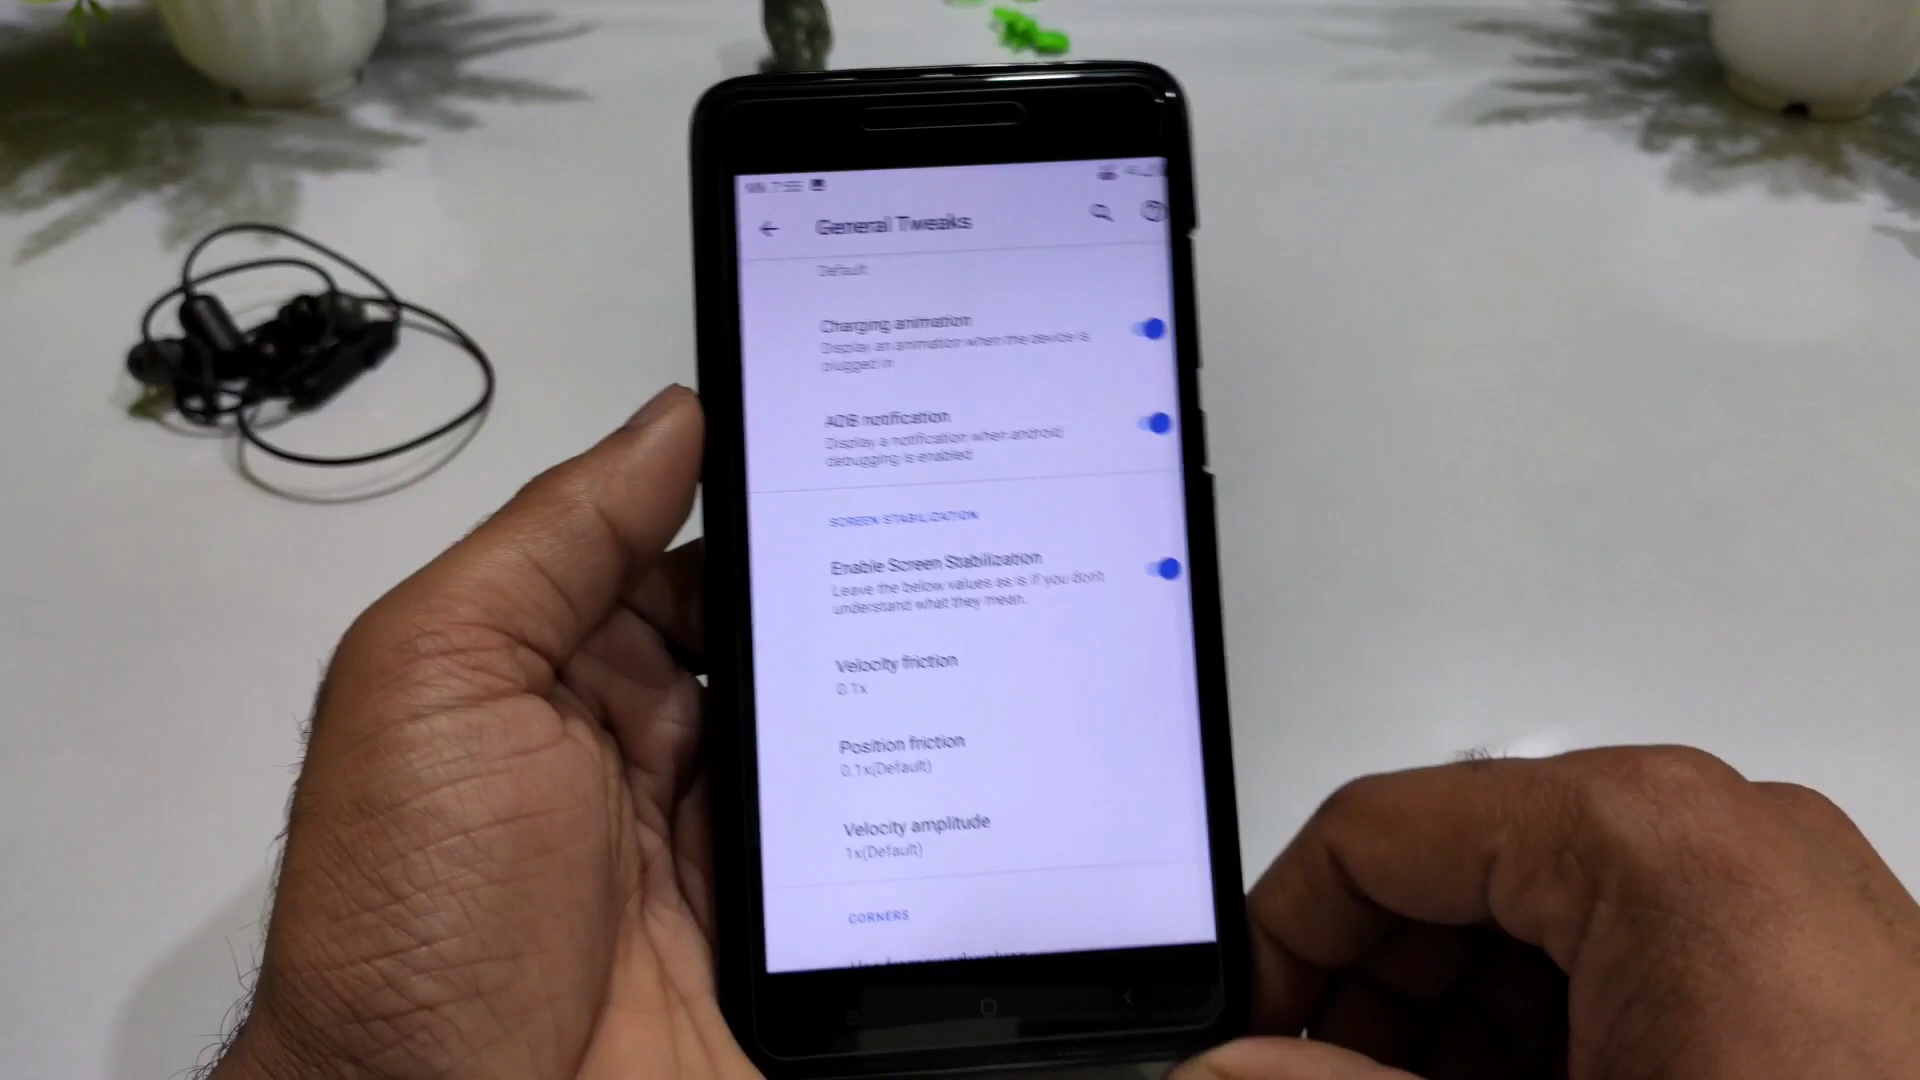 7:55
General Tweaks
Default
Charging animation
Display an animation when the device is
plugged in
ADB notification
Display a notification when android
debugging is enabled
SCREEN STABILIZATION
Enable Screen Stabilization
Leave the below values as is if you don't
understand what they mean.
Velocity friction
0.1x
Position friction
0.1x(Default)
Velocity amplitude
1x(Default)
CORNERS